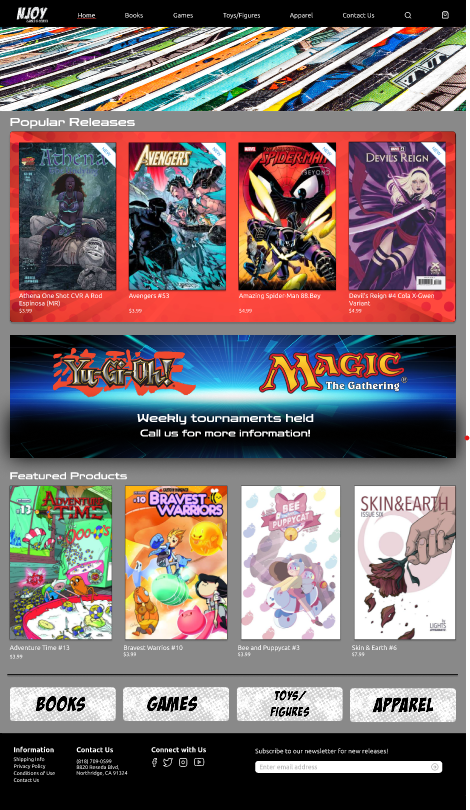 NJOY
Home Books Games Toys/Figures Apparel Contact Us
Popular Releases
Athena
AVENGERS
MARVEL
SPIDER-MAN
BEYOND
DEVIL'S REIGN
Athena One Shot CVR A Rod
Espinosa (MR)
$3.99
Avengers #53
$3.99
Amazing Spider Man 88.Bey
$4.99
Devil's Reign #4 Cola X-Gwen
Variant
$4.99
Yu-Gi-Oh!
MAGIC
The Gathering®
Weekly tournaments held
Call us for more information!
Featured Products
#13
ADVENTURE
TIME
#10
BRAVEST
WARRIORS
BEE
AND
PUPPYCAT
SKIN&EARTH
ISSUE SIX
LIGHTS
Adventure Time #13
$3.99
Bravest Warrios #10
$3.99
Bee and Puppycat #3
$3.99
Skin & Earth #6
$7.99
BOOKS
GAMES
TOYS/
FIGURES
APPAREL
Information
Shipping Info
Privacy Policy
Conditions of Use
Contact Us
Contact Us
(818) 709-0599
8820 Reseda Blvd,
Northridge, CA 91324
Connect with Us
Subscribe to our newsletter for new releases!
Enter email address